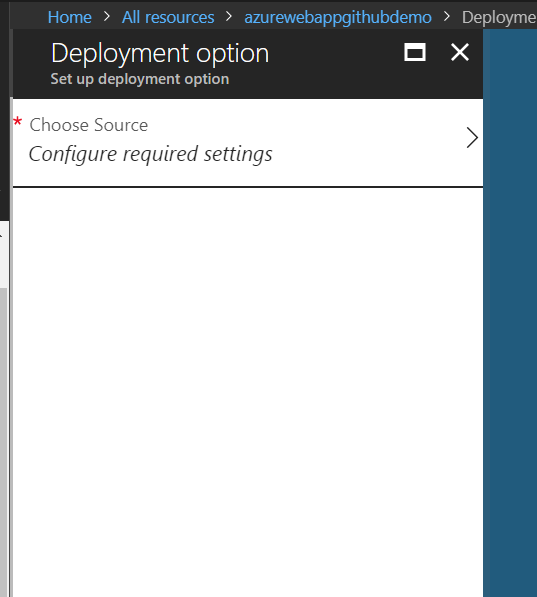 Home > All resources > azurewebappgithubdemo > Deployme
Deployment option
Set up deployment option
* Choose Source
Configure required settings